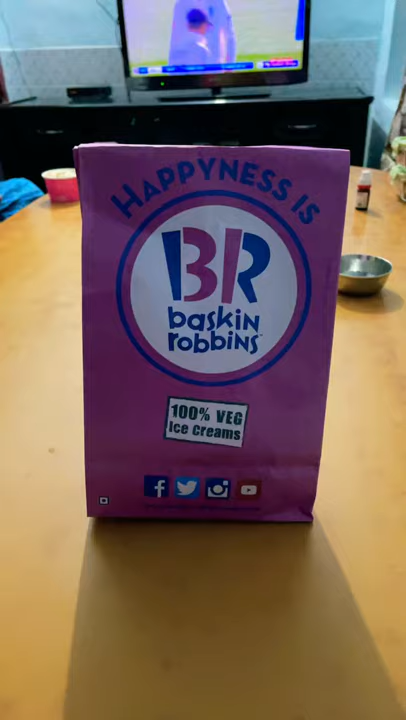 HAPPYNESS IS
BR
baskin
robbins
100% VEG
Ice Creams